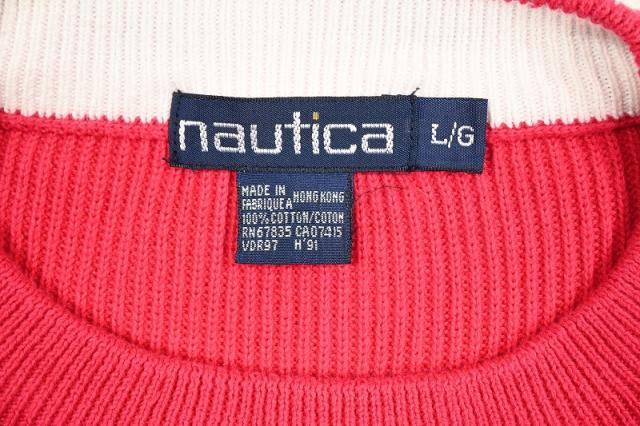 nautica
L/G
MADE IN HONG KONG
FABRIQUE A
100% COTTON/COTON
RN67835 CA07415
VDR97 H'91